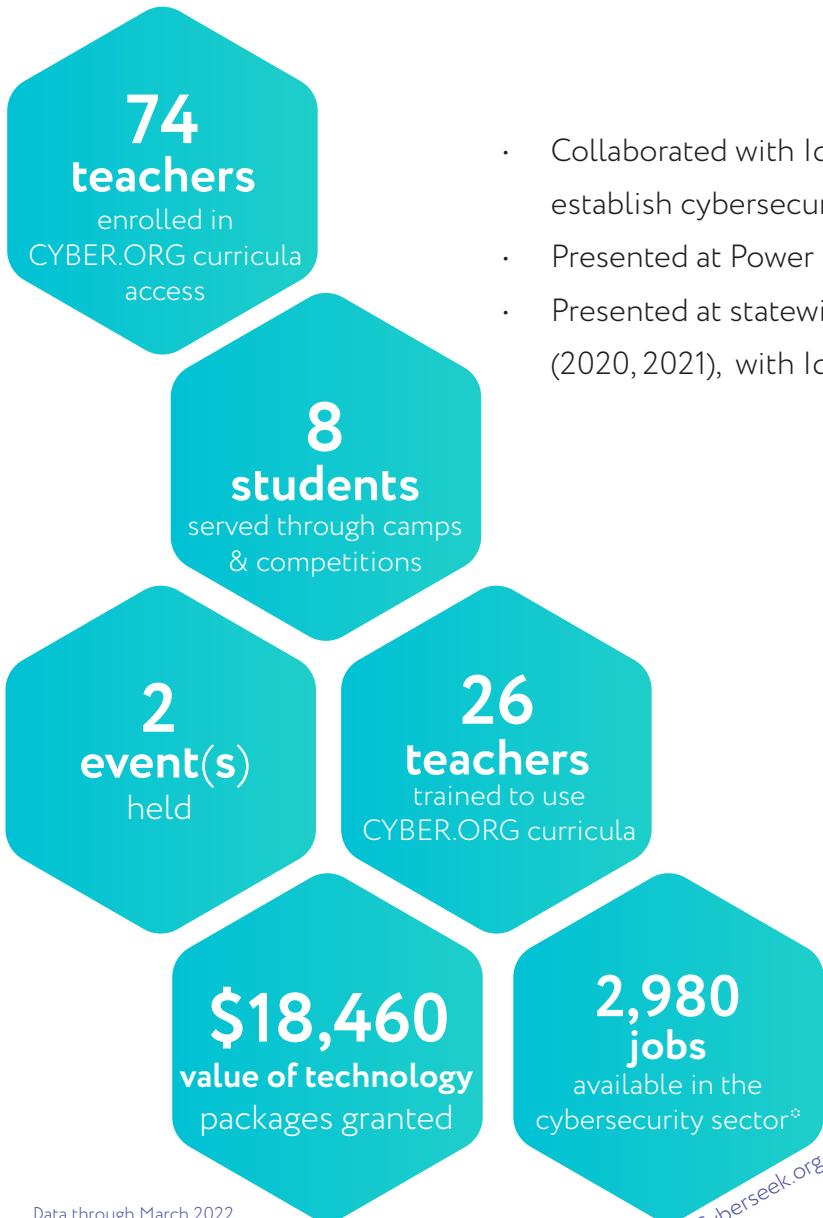 74
teachers
enrolled in
CYBER.ORG curricula
access
8
students
served through camps
& competitions
2
event(s)
held
26
teachers
trained to use
CYBER.ORG curricula
$18,460
value of technology
packages granted
2,980
jobs
available in the
cybersecurity sector*
• Collaborated with
establish
• Presented at Power
• Presented at
(2020, 2021), with
Data through March 2022